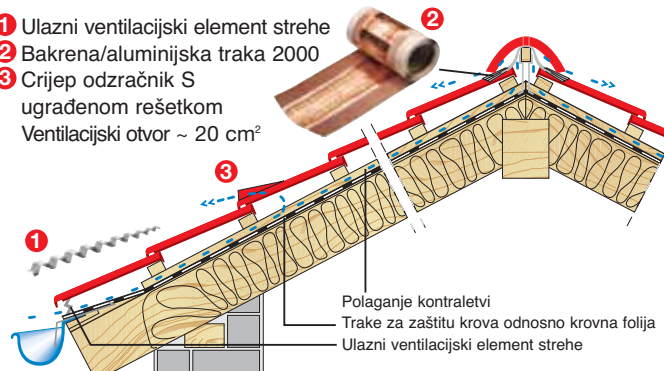 1 Ulazni ventilacijski element strehe
2 Bakrena/aluminijska traka 2000
3 Crijep odzračnik S
ugrađenom rešetkom
Ventilacijski otvor ~ 20 cm²
2
3
1
Polaganje kontraletvi
Trake za zaštitu krova odnosno krovna folija
Ulazni ventilacijski element strehe